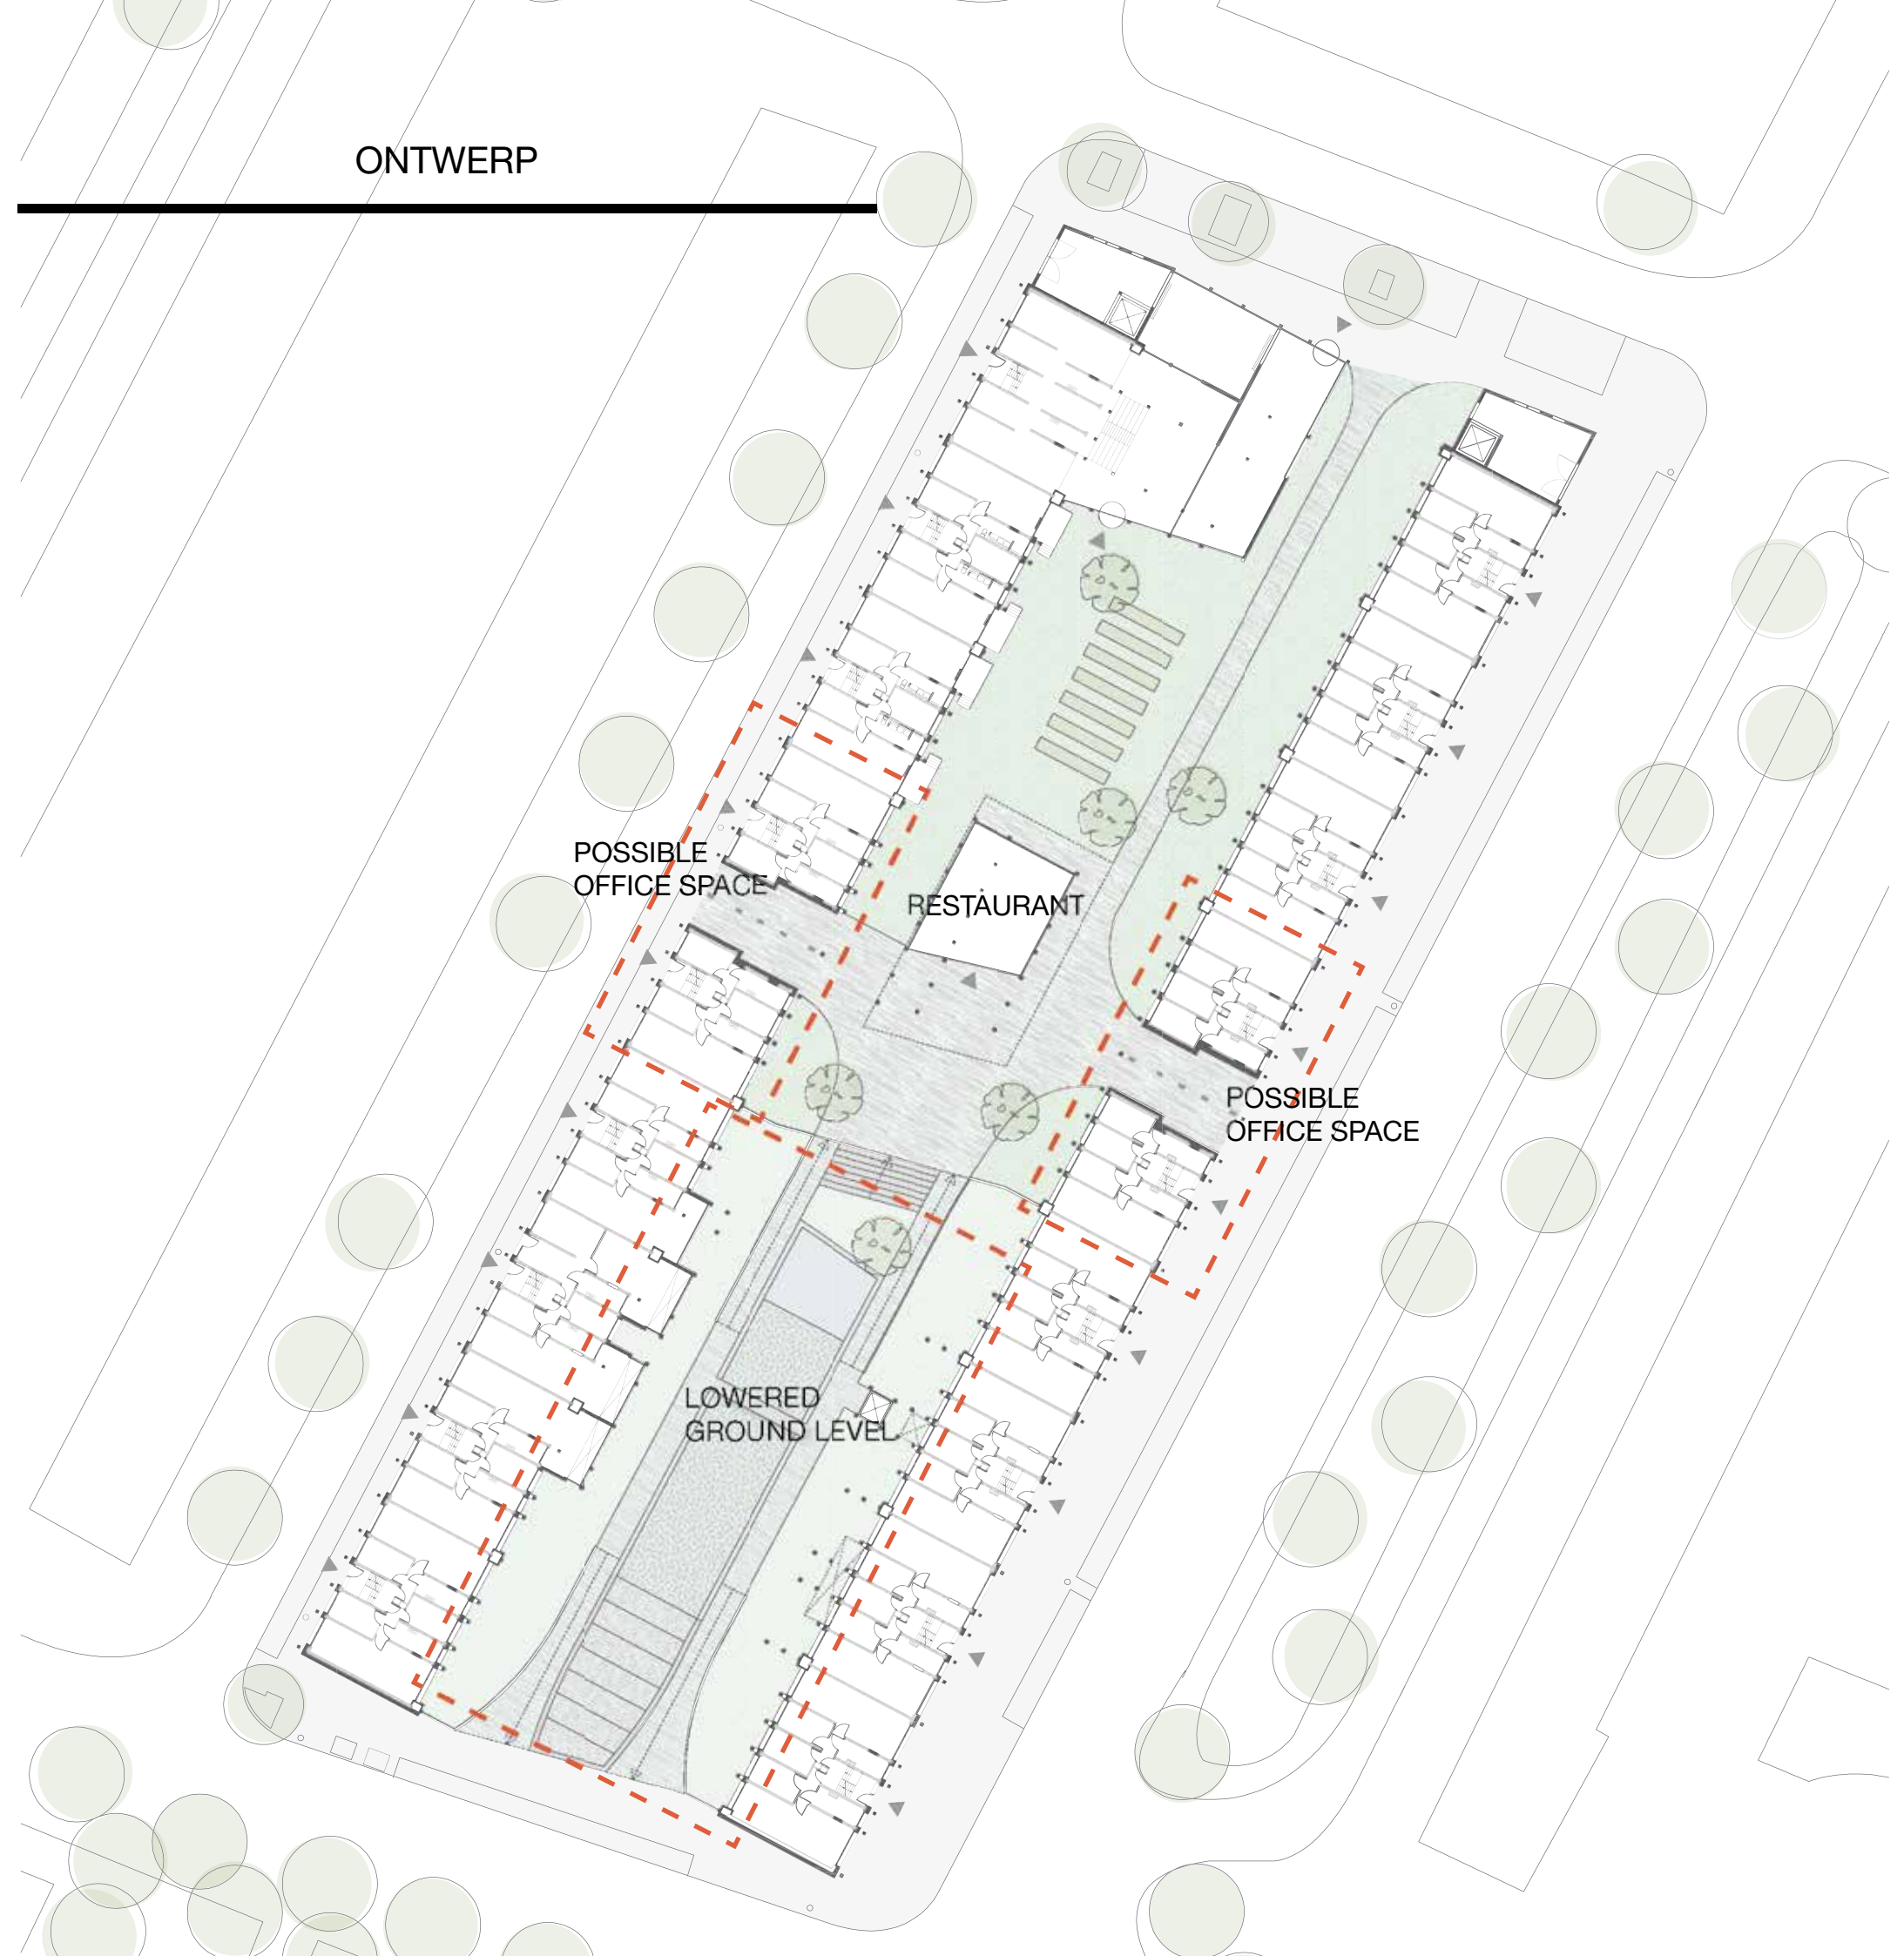 ONTWERP
POSSIBLE
OFFICE SPACE
RESTAURANT
POSSIBLE
OFFICE SPACE
LOWERED
GROUND LEVEL